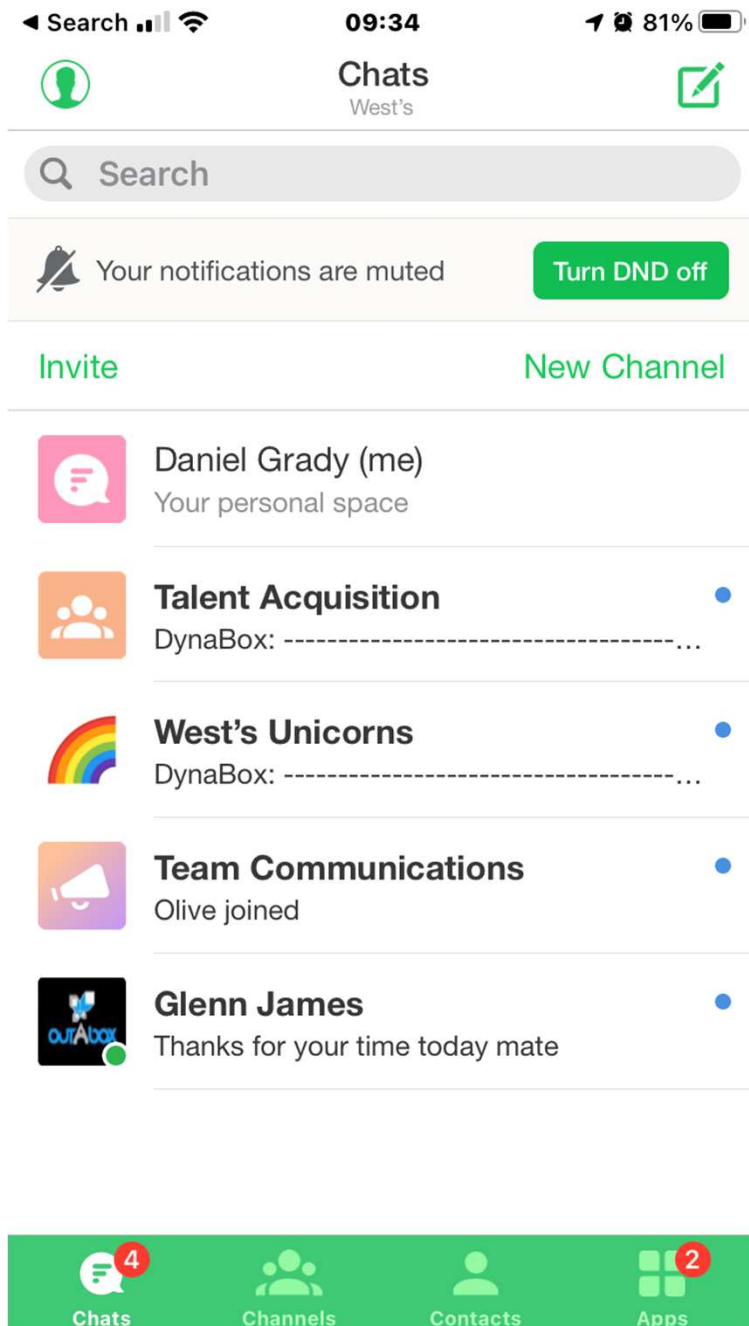 Search
09:34
81%
Chats
West's
Search
Your notifications are muted
Turn DND off
Invite
New Channel
Daniel Grady (me)
Your personal space
Talent Acquisition
DynaBox: ------------------------------------...
West's Unicorns
DynaBox: ------------------------------------...
Team Communications
Olive joined
outAbox
Glenn James
Thanks for your time today mate
4
2
Chats
Channels
Contacts
Apps